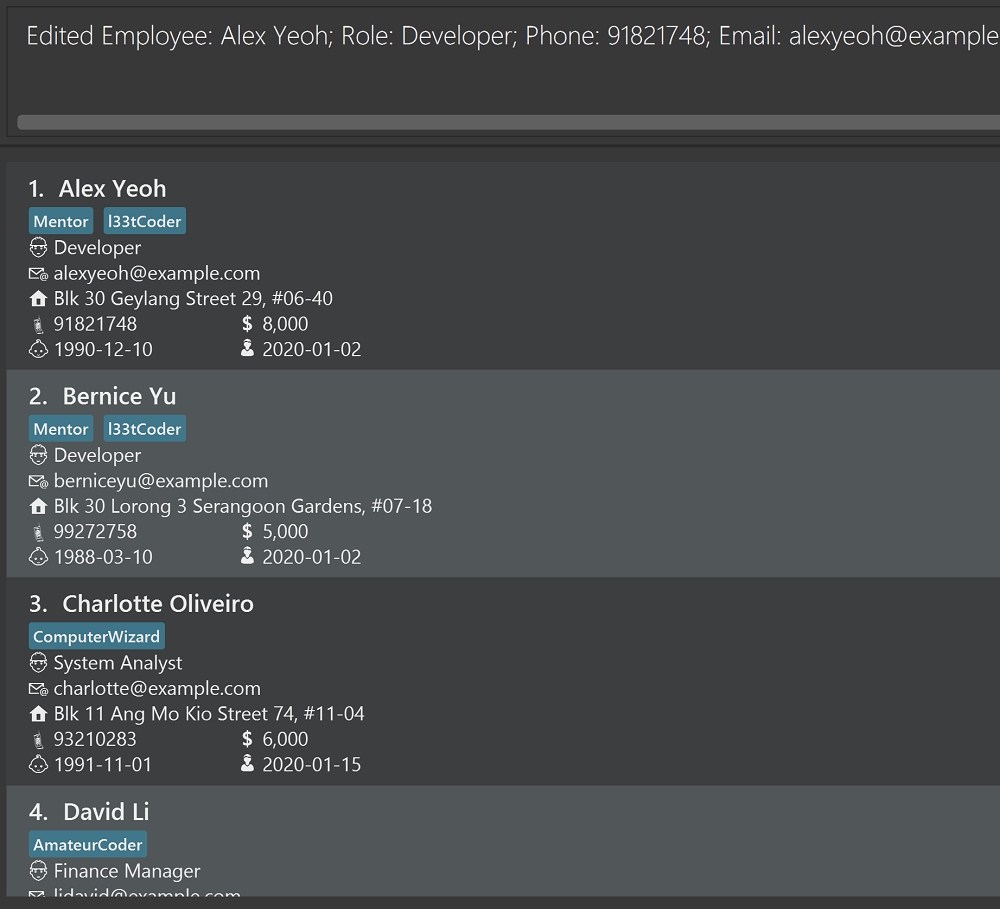 Edited Employee: Alex Yeoh; Role: Developer; Phone: 91821748; Email: alexyeoh@example
1. Alex Yeoh
Mentor l33tCoder
Developer
alexyeoh@example.com
Blk 30 Geylang Street 29, #06-40
91821748 $ 8,000
1990-12-10 2020-01-02
2. Bernice Yu
Mentor l33tCoder
Developer
berniceyu@example.com
Blk 30 Lorong 3 Serangoon Gardens, #07-18
99272758 $ 5,000
1988-03-10 2020-01-02
3. Charlotte Oliveiro
ComputerWizard
System Analyst
charlotte@example.com
Blk 11 Ang Mo Kio Street 74, #11-04
93210283 $ 6,000
1991-11-01 2020-01-15
4. David Li
AmateurCoder
Finance Manager
lidavid@example.com